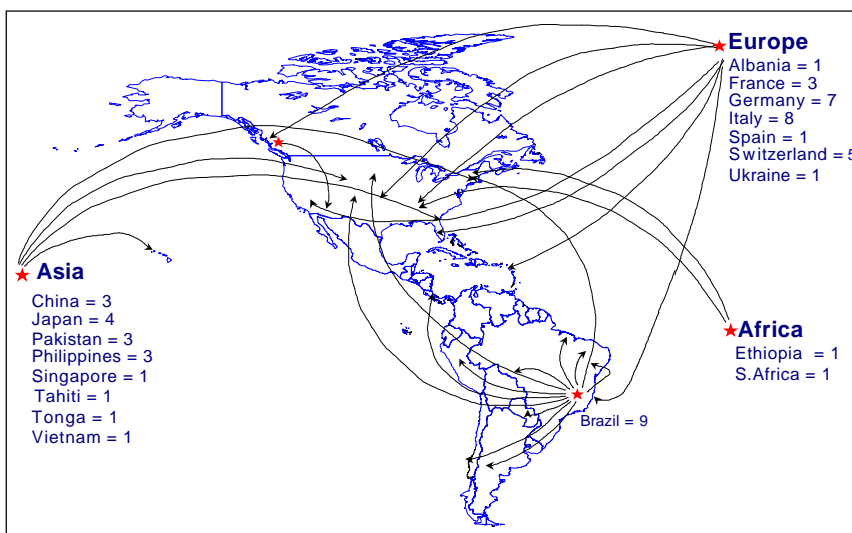 Europe
Albania = 1
France = 3
Germany = 7
Italy = 8
Spain = 1
Switzerland = 5
Ukraine = 1
Asia
China = 3
Japan = 4
Pakistan = 3
Philippines = 3
Singapore = 1
Tahiti = 1
Tonga = 1
Vietnam = 1
Africa
Ethiopia = 1
S.Africa = 1
Brazil = 9